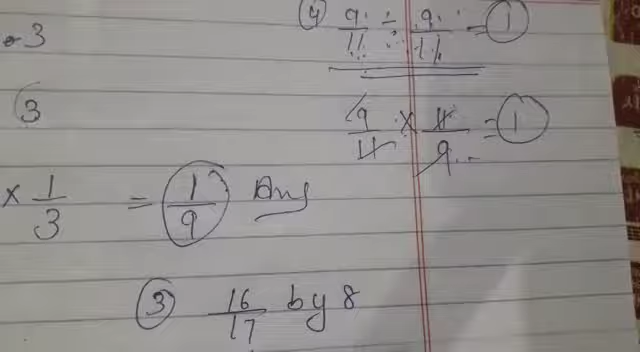 ÷ 3
3
× 1/3 = 1/9 Ans
(3) 16/17 by 8
(4) 9/11 ÷ 9/11 = 1
9/11 × 11/9 = 1